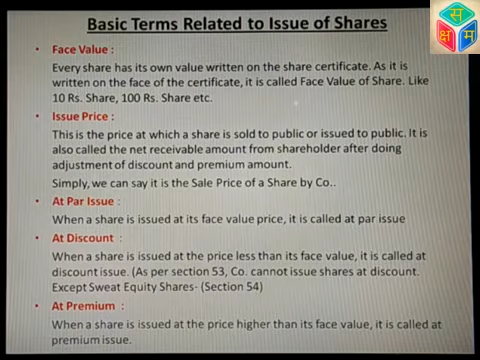 Basic Terms Related to Issue of Shares
स
क्ष
म
• Face Value :
Every share has its own value written on the share certificate. As it is
written on the face of the certificate, it is called Face Value of Share. Like
10 Rs. Share, 100 Rs. Share etc.
• Issue Price :
This is the price at which a share is sold to public or issued to public. It is
also called the net receivable amount from shareholder after doing
adjustment of discount and premium amount.
Simply, we can say it is the Sale Price of a Share by Co..
• At Par Issue :
When a share is issued at its face value price, it is called at par issue
• At Discount :
When a share is issued at the price less than its face value, it is called at
discount issue. (As per section 53, Co. cannot issue shares at discount.
Except Sweat Equity Shares- (Section 54)
• At Premium :
When a share is issued at the price higher than its face value, it is called at
premium issue.